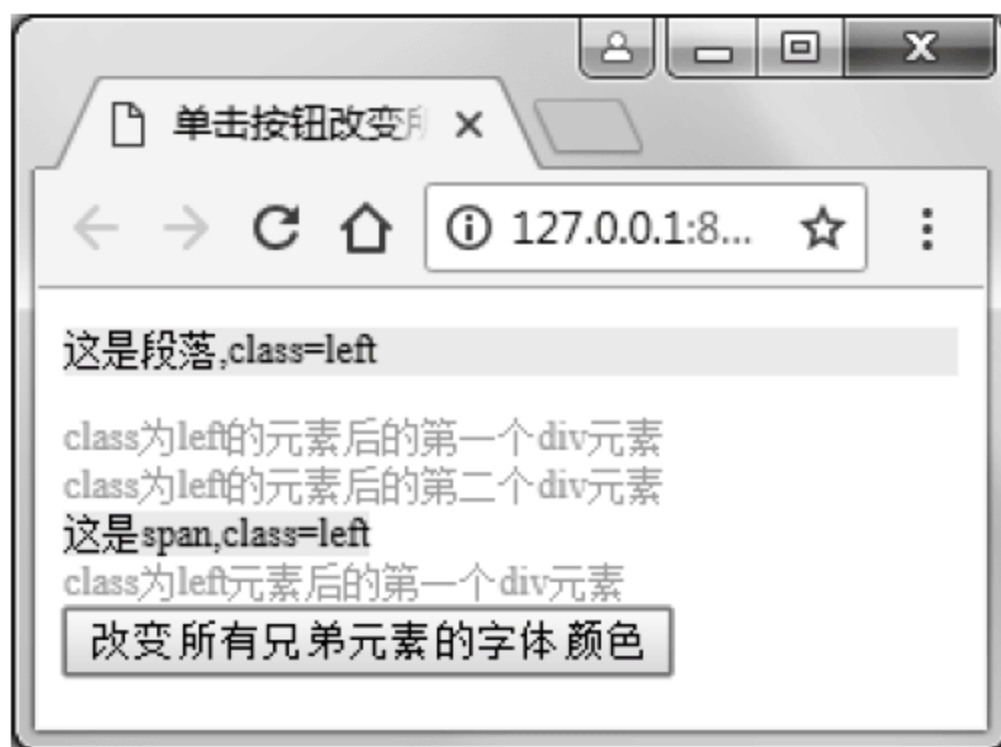 单击按钮改变所
127.0.0.1:8...
这是段落,class=left
class为left的元素后的第一个div元素
class为left的元素后的第二个div元素
这是span,class=left
class为left元素后的第一个div元素
改变所有兄弟元素的字体颜色